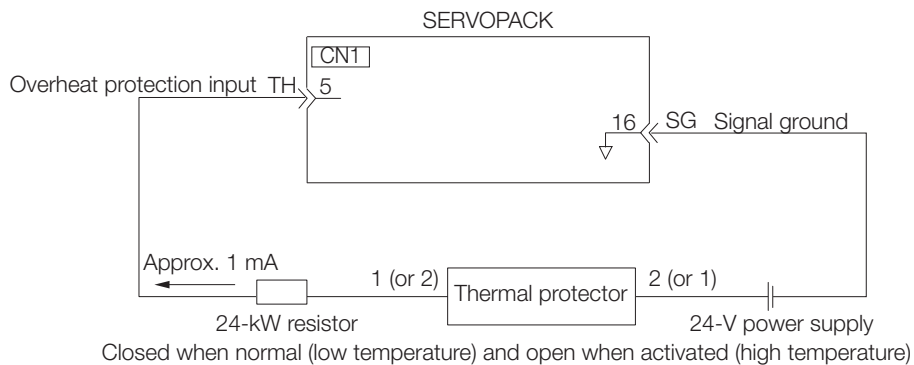 SERVOPACK
CN1
Overheat protection input TH 5
16 SG Signal ground
Approx. 1 mA
1 (or 2) Thermal protector 2 (or 1)
24-kW resistor 24-V power supply
Closed when normal (low temperature) and open when activated (high temperature)